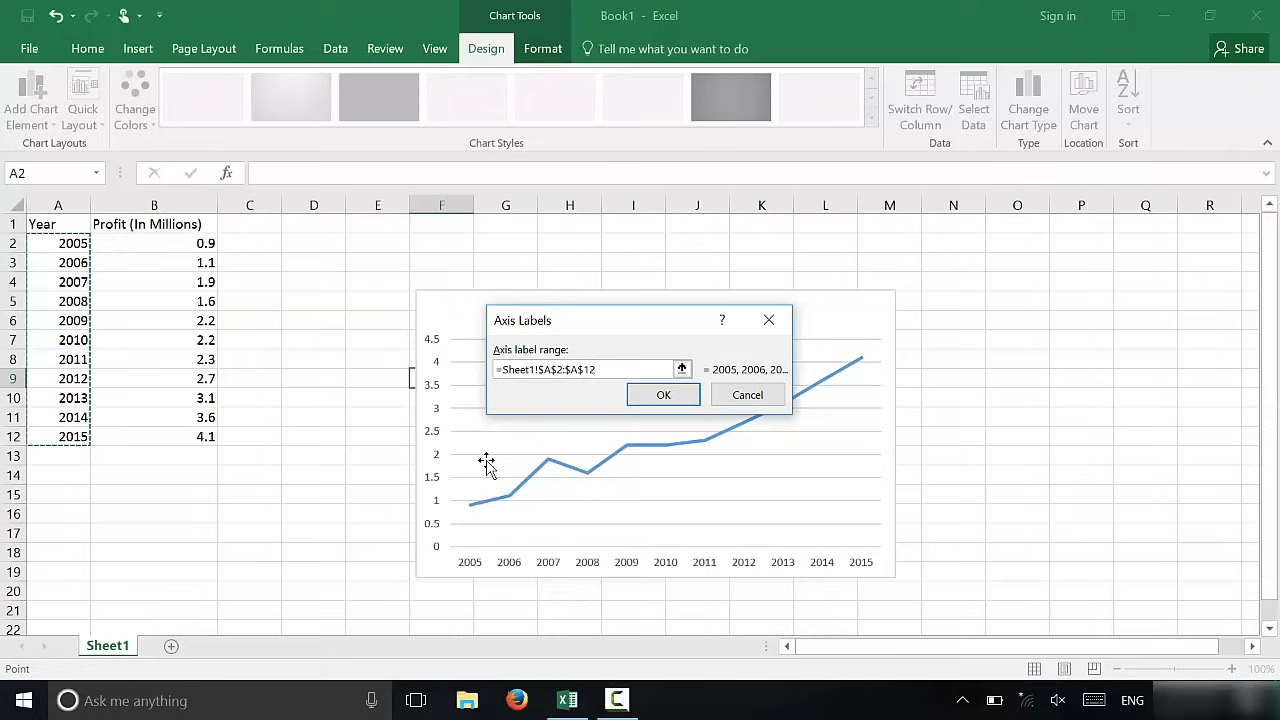 Chart Tools
Book1 - Excel
Sign in
File Home Insert Page Layout Formulas Data Review View Design Format Tell me what you want to do Share
Add Chart Element
Quick Layout
Change Colors
Switch Row/ Column
Select Data
Change Chart Type
Move Chart
Sort
Chart Layouts Chart Styles Data Type Location Sort
A2 fx
A B C D E F G H I J K L M N O P Q R
1 Year Profit (In Millions)
2 2005 0.9
3 2006 1.1
4 2007 1.9
5 2008 1.6
6 2009 2.2
7 2010 2.2
8 2011 2.3
9 2012 2.7
10 2013 3.1
11 2014 3.6
12 2015 4.1
13
14
15
16
17
18
19
20
21
22
Axis Labels ?
Axis label range:
=Sheet1!$A$2:$A$12 = 2005, 2006, 20...
OK Cancel
4.5
4
3.5
3
2.5
2
1.5
1
0.5
0
2005 2006 2007 2008 2009 2010 2011 2012 2013 2014 2015
Sheet1
Point 100%
Ask me anything ENG